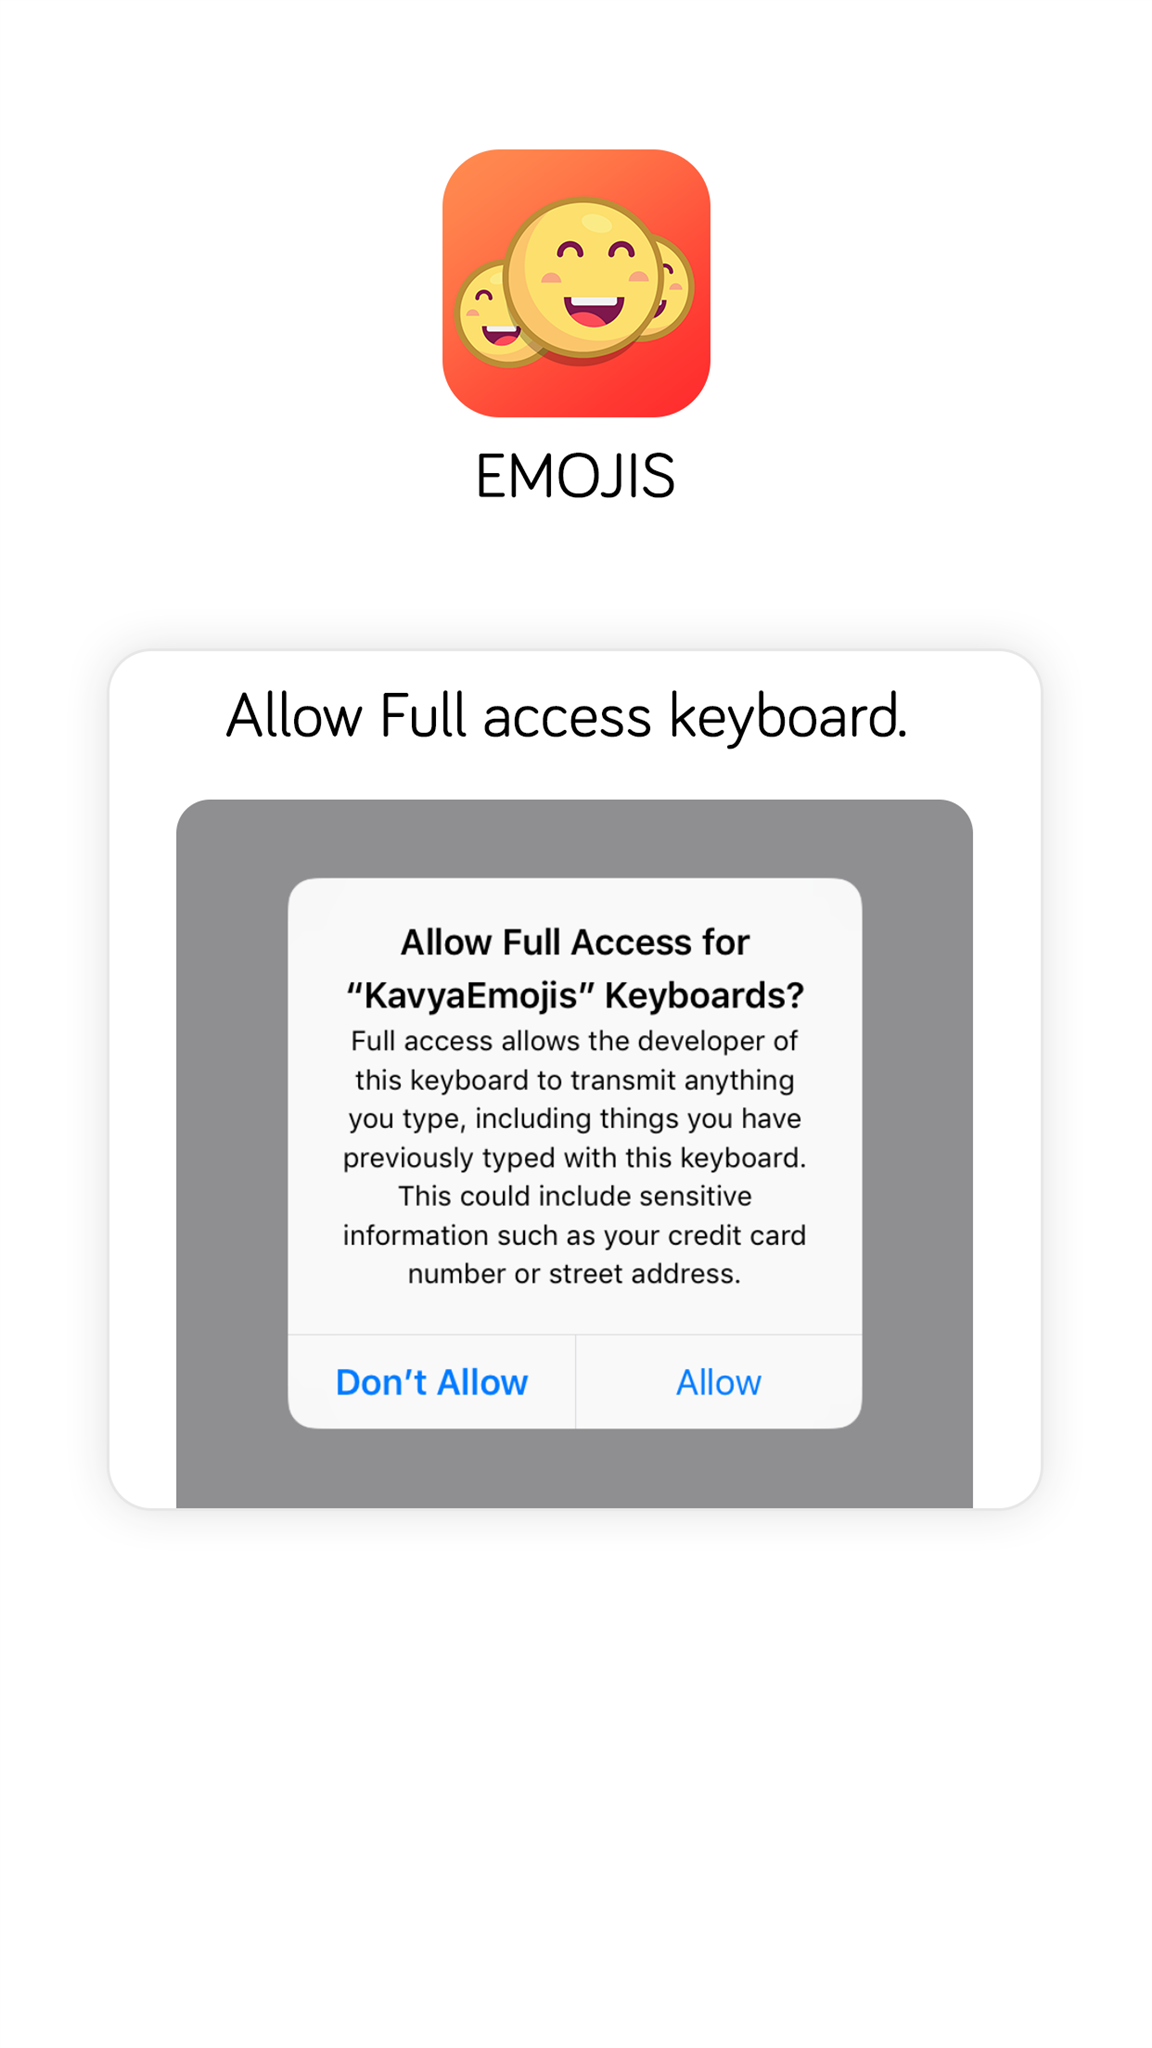 EMOJIS
Allow Full access keyboard.
Allow Full Access for
“KavyaEmojis” Keyboards?
Full access allows the developer of
this keyboard to transmit anything
you type, including things you have
previously typed with this keyboard.
This could include sensitive
information such as your credit card
number or street address.
Don’t Allow
Allow